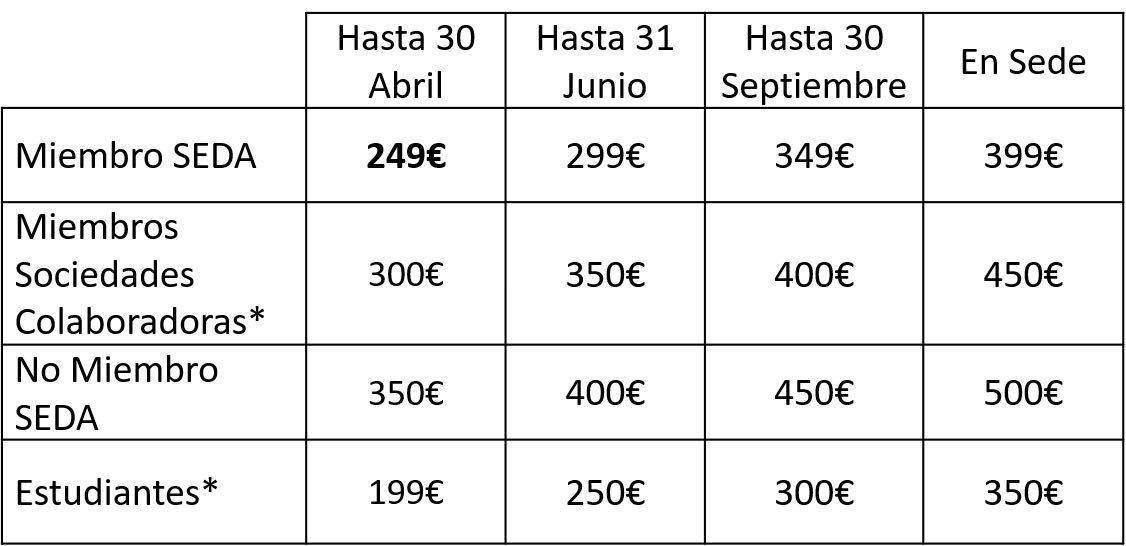 Hasta 30 Abril Hasta 31 Junio Hasta 30 Septiembre En Sede
Miembro SEDA 249€ 299€ 349€ 399€
Miembros Sociedades Colaboradoras* 300€ 350€ 400€ 450€
No Miembro SEDA 350€ 400€ 450€ 500€
Estudiantes* 199€ 250€ 300€ 350€